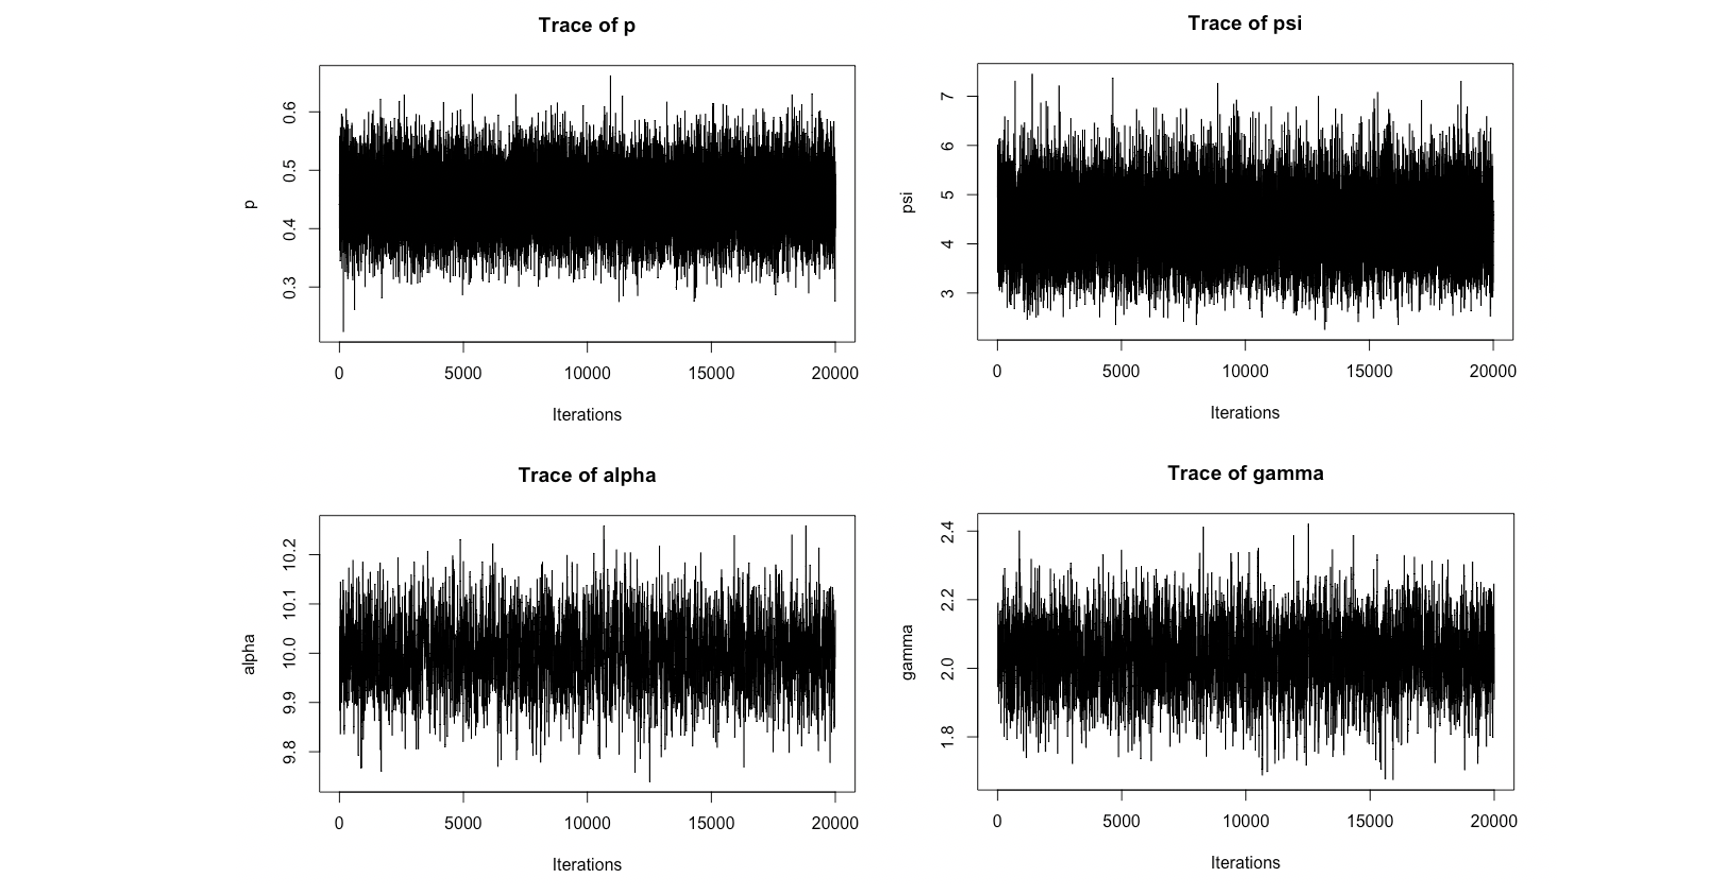 Trace of p
p
0.6
0.5
0.4
0.3
0 5000 10000 15000 20000
Iterations
Trace of psi
psi
7
6
5
4
3
0 5000 10000 15000 20000
Iterations
Trace of alpha
alpha
10.2
10.1
10.0
9.9
9.8
0 5000 10000 15000 20000
Iterations
Trace of gamma
gamma
2.4
2.2
2.0
1.8
0 5000 10000 15000 20000
Iterations